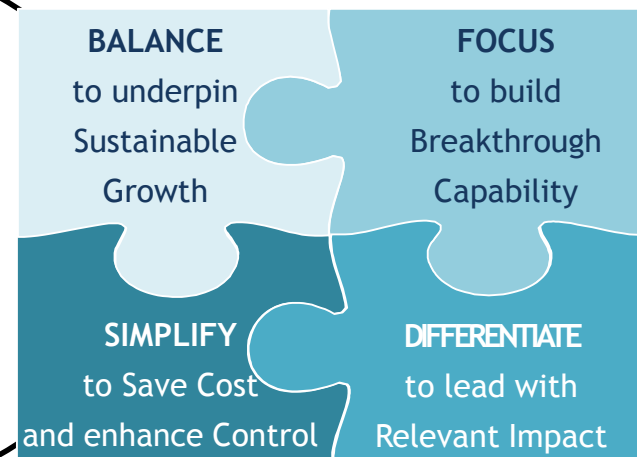 BALANCE
to underpin
Sustainable
Growth
FOCUS
to build
Breakthrough
Capability
SIMPLIFY
to Save Cost
and enhance Control
DIFFERENTIATE
to lead with
Relevant Impact